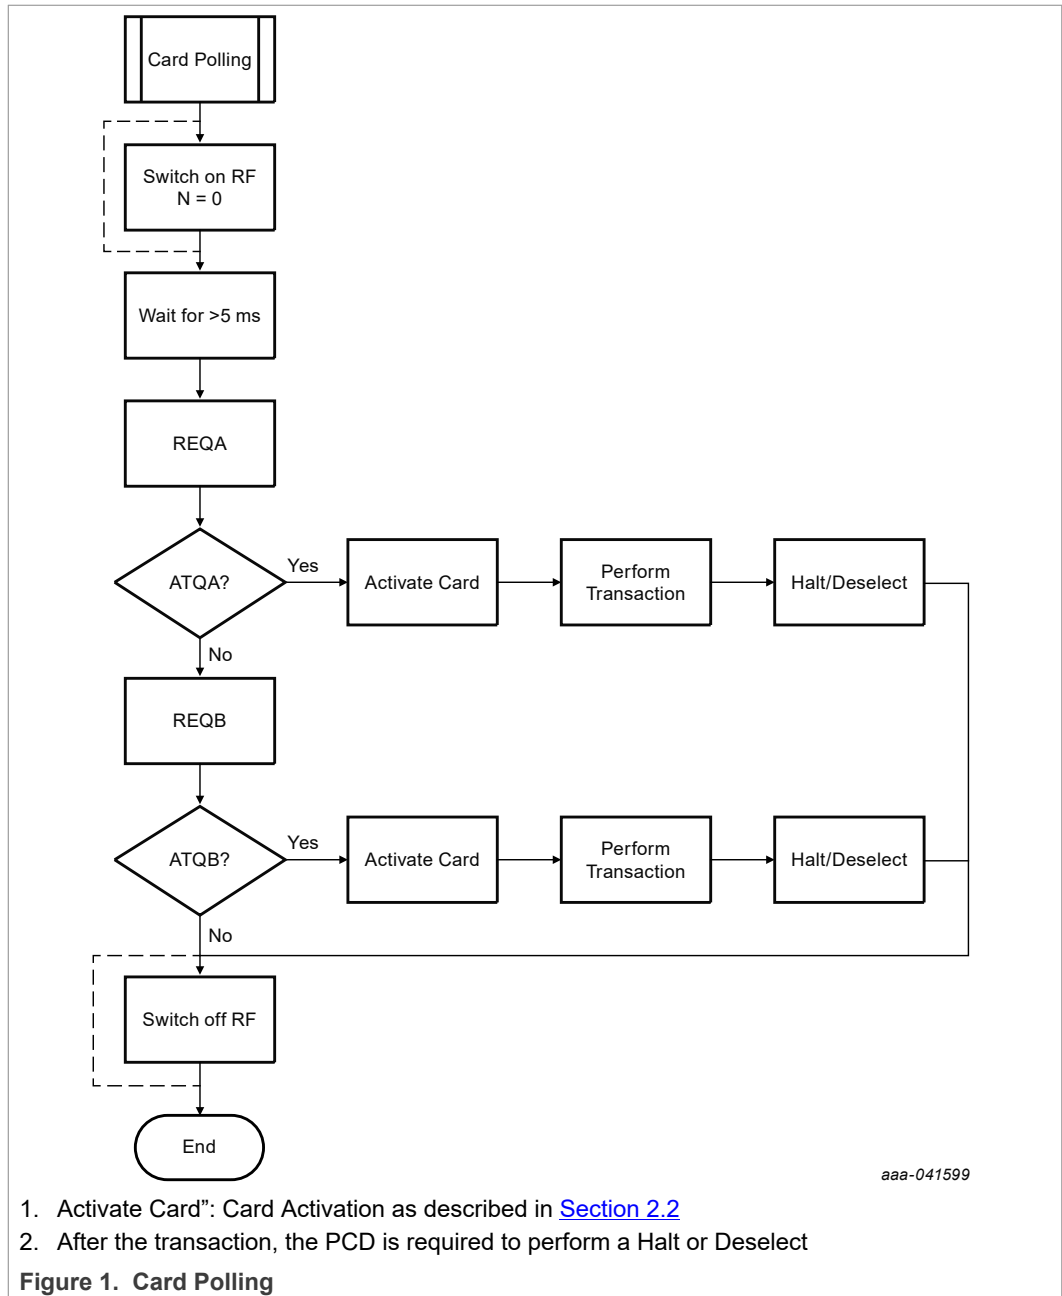 Card Polling
Switch on RF
N = 0
Wait for >5 ms
REQA
ATQA?
Yes
Activate Card
Perform
Transaction
Halt/Deselect
No
REQB
ATQB?
Yes
Activate Card
Perform
Transaction
Halt/Deselect
No
Switch off RF
End
aaa-041599
1. Activate Card”: Card Activation as described in Section 2.2
2. After the transaction, the PCD is required to perform a Halt or Deselect
Figure 1. Card Polling